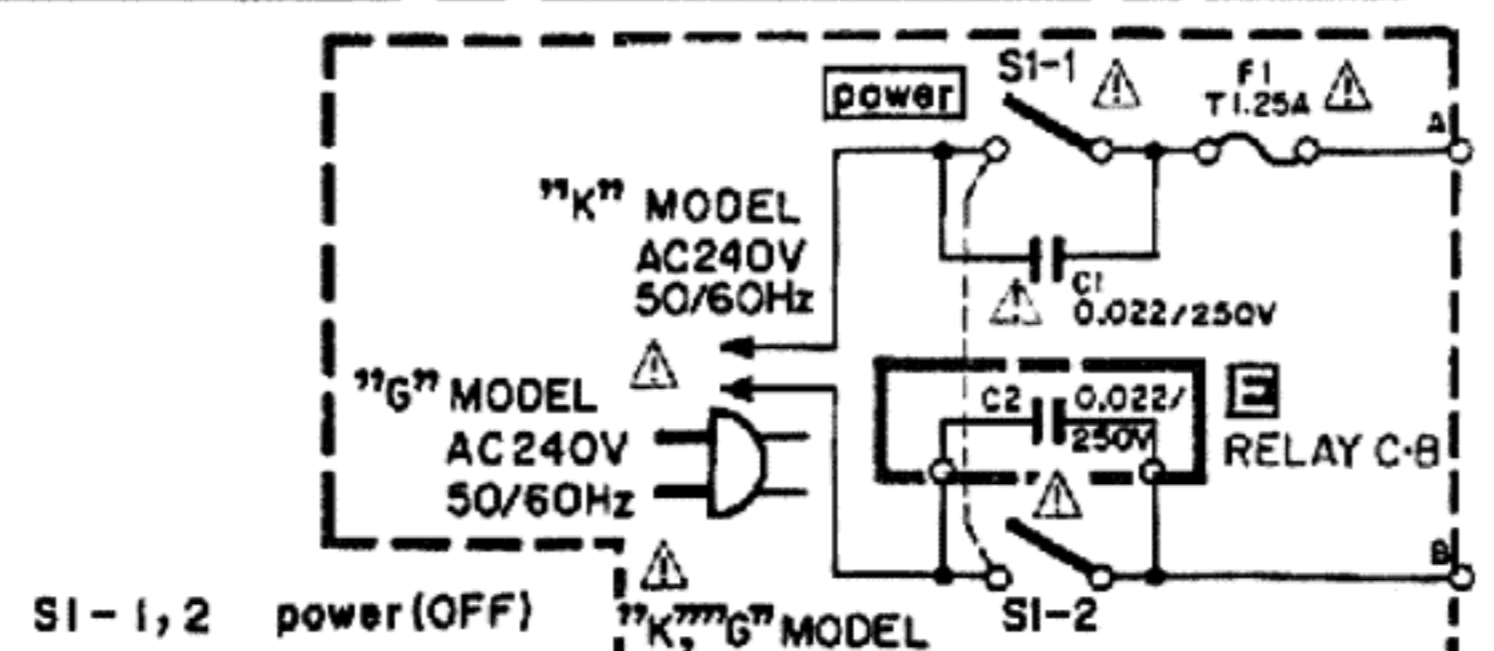 S1-1
F1
T1.25A
power
A
"K" MODEL
AC240V
50/60Hz
C1
0.022/250V
"G" MODEL
AC240V
50/60Hz
C2 0.022/
250V
E
RELAY C·B
B
S1-1,2 power(OFF)
"K,""G" MODEL
S1-2